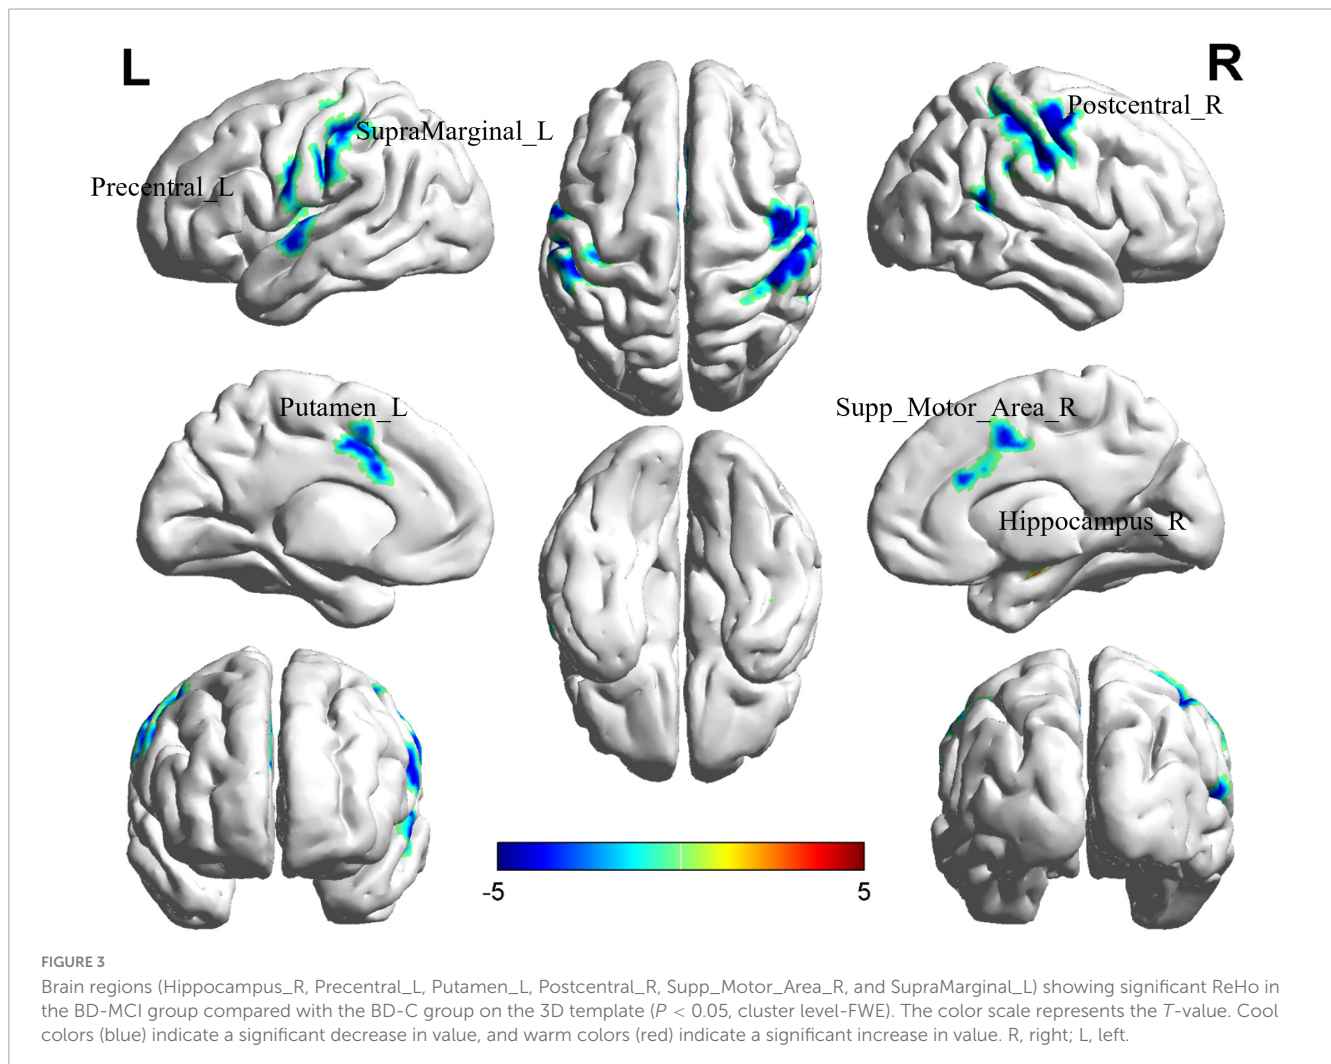 L
R
Postcentral_R
SupraMarginal_L
Precentral_L
Putamen_L
Supp_Motor_Area_R
Hippocampus_R
-5
5
FIGURE 3
Brain regions (Hippocampus_R, Precentral_L, Putamen_L, Postcentral_R, Supp_Motor_Area_R, and SupraMarginal_L) showing significant ReHo in
the BD-MCI group compared with the BD-C group on the 3D template (P < 0.05, cluster level-FWE). The color scale represents the T-value. Cool
colors (blue) indicate a significant decrease in value, and warm colors (red) indicate a significant increase in value. R, right; L, left.